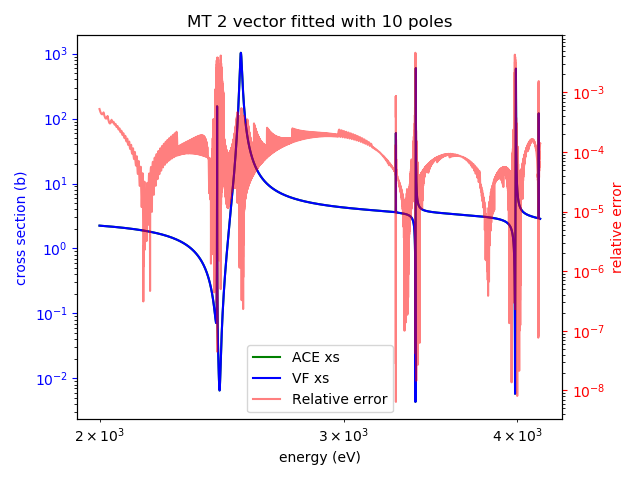 MT 2 vector fitted with 10 poles
10³
10²
10¹
10⁰
10⁻¹
10⁻²
cross section (b)
10⁻³
10⁻⁴
10⁻⁵
10⁻⁶
10⁻⁷
10⁻⁸
relative error
ACE xs
VF xs
Relative error
2 × 10³
3 × 10³
4 × 10³
energy (eV)